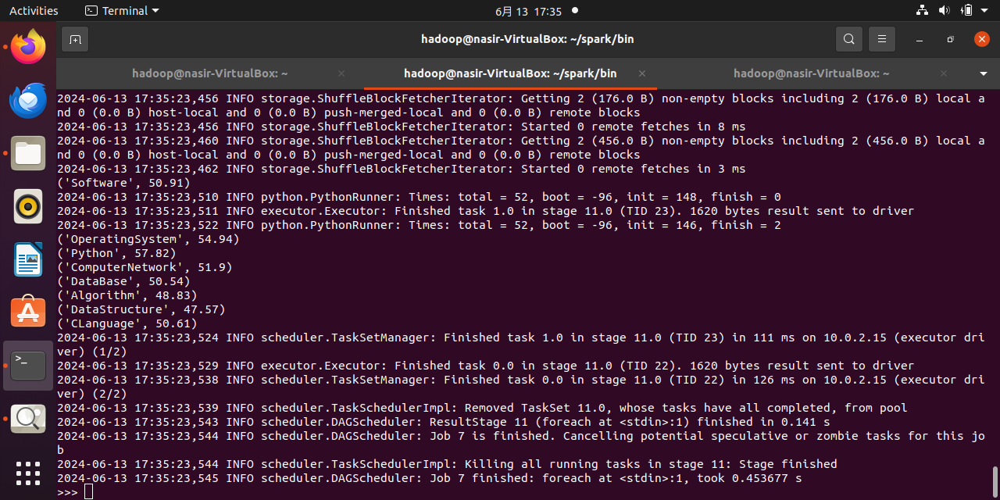 Activities
Terminal
6月 13 17:35
hadoop@nasir-VirtualBox: ~/spark/bin
hadoop@nasir-VirtualBox: ~
hadoop@nasir-VirtualBox: ~/spark/bin
hadoop@nasir-VirtualBox: ~
2024-06-13 17:35:23,456 INFO storage.ShuffleBlockFetcherIterator: Getting 2 (176.0 B) non-empty blocks including 2 (176.0 B) local a
nd 0 (0.0 B) host-local and 0 (0.0 B) push-merged-local and 0 (0.0 B) remote blocks
2024-06-13 17:35:23,456 INFO storage.ShuffleBlockFetcherIterator: Started 0 remote fetches in 8 ms
2024-06-13 17:35:23,460 INFO storage.ShuffleBlockFetcherIterator: Getting 2 (456.0 B) non-empty blocks including 2 (456.0 B) local a
nd 0 (0.0 B) host-local and 0 (0.0 B) push-merged-local and 0 (0.0 B) remote blocks
2024-06-13 17:35:23,462 INFO storage.ShuffleBlockFetcherIterator: Started 0 remote fetches in 3 ms
('Software', 50.91)
2024-06-13 17:35:23,510 INFO python.PythonRunner: Times: total = 52, boot = -96, init = 148, finish = 0
2024-06-13 17:35:23,511 INFO executor.Executor: Finished task 1.0 in stage 11.0 (TID 23). 1620 bytes result sent to driver
2024-06-13 17:35:23,522 INFO python.PythonRunner: Times: total = 52, boot = -96, init = 146, finish = 2
('OperatingSystem', 54.94)
('Python', 57.82)
('ComputerNetwork', 51.9)
('DataBase', 50.54)
('Algorithm', 48.83)
('DataStructure', 47.57)
('CLanguage', 50.61)
2024-06-13 17:35:23,524 INFO scheduler.TaskSetManager: Finished task 1.0 in stage 11.0 (TID 23) in 111 ms on 10.0.2.15 (executor dri
ver) (1/2)
2024-06-13 17:35:23,529 INFO executor.Executor: Finished task 0.0 in stage 11.0 (TID 22). 1620 bytes result sent to driver
2024-06-13 17:35:23,538 INFO scheduler.TaskSetManager: Finished task 0.0 in stage 11.0 (TID 22) in 126 ms on 10.0.2.15 (executor dri
ver) (2/2)
2024-06-13 17:35:23,539 INFO scheduler.TaskSchedulerImpl: Removed TaskSet 11.0, whose tasks have all completed, from pool
2024-06-13 17:35:23,543 INFO scheduler.DAGScheduler: ResultStage 11 (foreach at <stdin>:1) finished in 0.141 s
2024-06-13 17:35:23,544 INFO scheduler.DAGScheduler: Job 7 is finished. Cancelling potential speculative or zombie tasks for this jo
b
2024-06-13 17:35:23,544 INFO scheduler.TaskSchedulerImpl: Killing all running tasks in stage 11: Stage finished
2024-06-13 17:35:23,545 INFO scheduler.DAGScheduler: Job 7 finished: foreach at <stdin>:1, took 0.453677 s
>>>